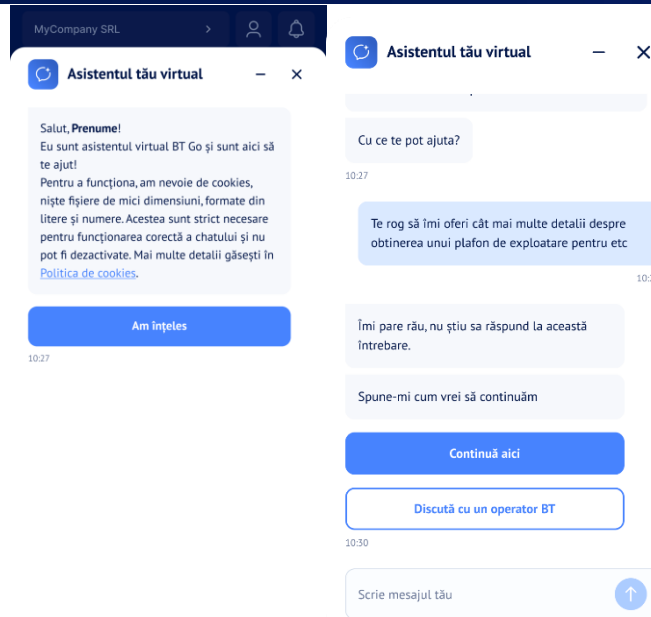 MyCompany SRL
Asistentul tău virtual
Salut, Prenume!
Eu sunt asistentul virtual BT Go și sunt aici să
te ajut!
Pentru a funcționa, am nevoie de cookies,
niște fișiere de mici dimensiuni, formate din
litere și numere. Acestea sunt strict necesare
pentru funcționarea corectă a chatului și nu
pot fi dezactivate. Mai multe detalii găsești în
Politica de cookies.
Am înțeles
10:27
Asistentul tău virtual
Cu ce te pot ajuta?
10:27
Te rog să îmi oferi cât mai multe detalii despre
obtinerea unui plafon de exploatare pentru etc
Îmi pare rău, nu știu sa răspund la această
întrebare.
Spune-mi cum vrei să continuăm
Continuă aici
Discută cu un operator BT
10:30
Scrie mesajul tău